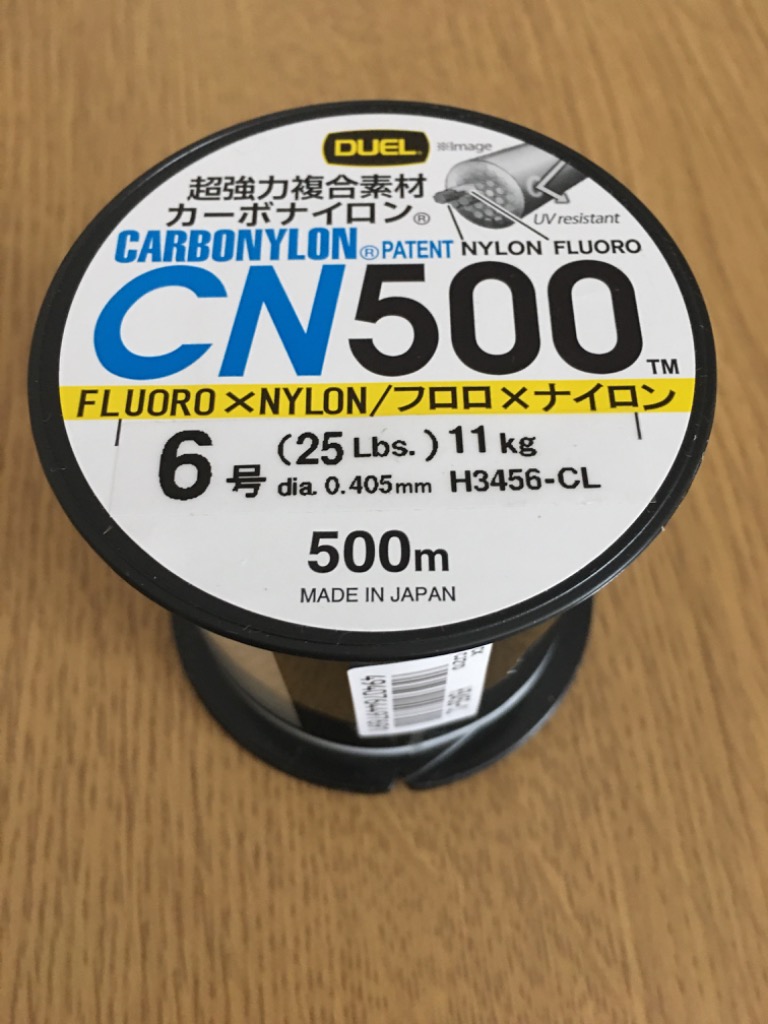 DUEL
※Image
超強力複合素材
カーボナイロン®
UV resistant
CARBONYLON® PATENT NYLON FLUORO
CN500™
FLUORO×NYLON/フロロ×ナイロン
6号 (25 Lbs.) 11kg
dia. 0.405mm H3456-CL
500m
MADE IN JAPAN